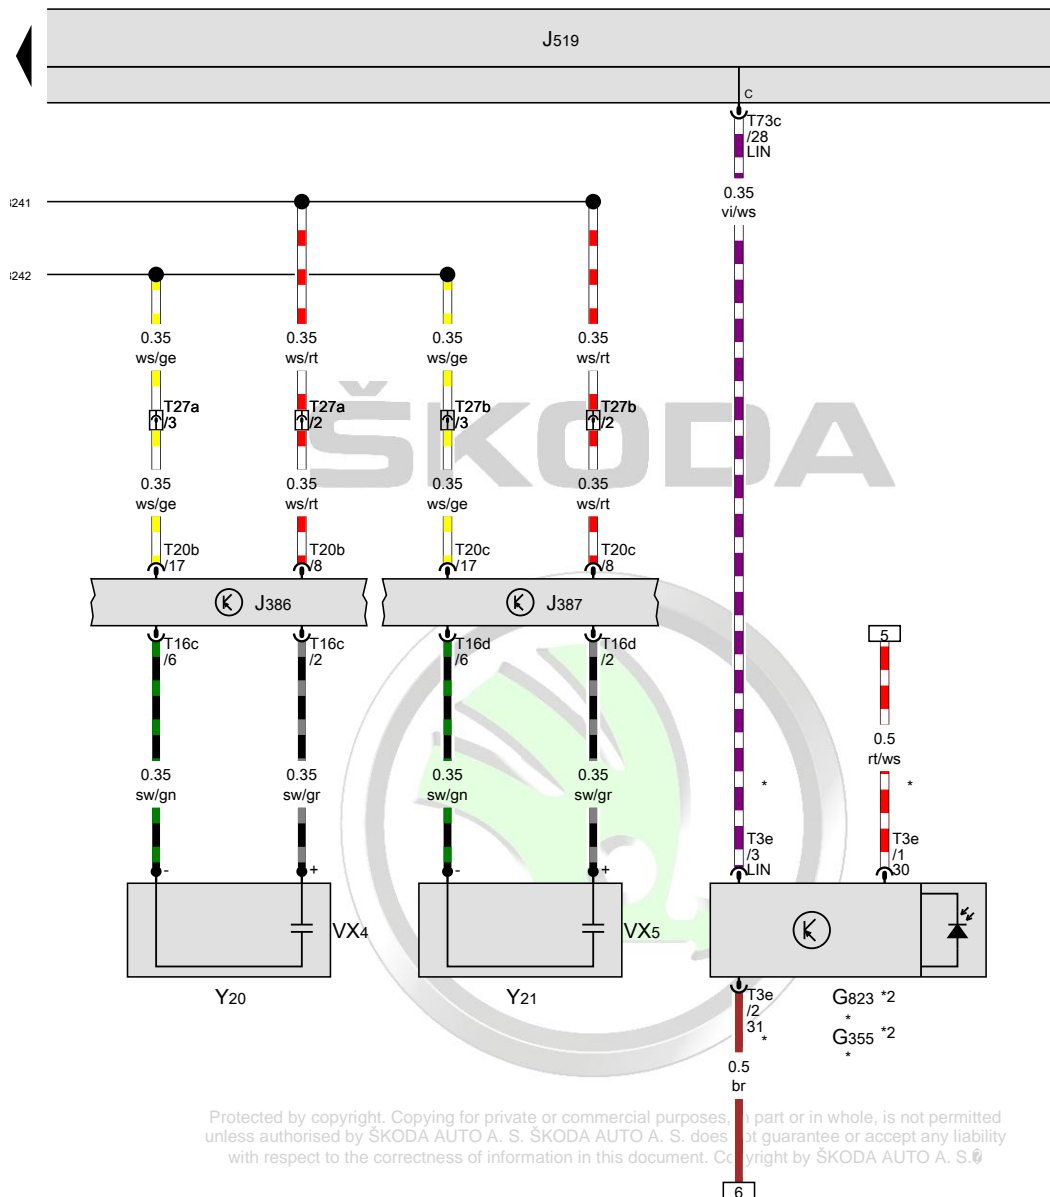 J519
C
T73c
/28
LIN
0.35
vi/ws
241
242
0.35
ws/ge
0.35
ws/rt
0.35
ws/ge
0.35
ws/rt
T27a
/3
T27a
/2
T27b
/3
T27b
/2
ŠKODA
0.35
ws/ge
0.35
ws/rt
0.35
ws/ge
0.35
ws/rt
T20b
/17
T20b
/8
T20c
/17
T20c
/8
J386
J387
T16c
/6
T16c
/2
T16d
/6
T16d
/2
5
0.5
rt/ws
*
*
0.35
sw/gn
0.35
sw/gr
0.35
sw/gn
0.35
sw/gr
T3e
/3
LIN
T3e
/1
30
-
+
-
+
VX4
VX5
Y20
Y21
T3e
/2
31
*
G823 *2
*
G355 *2
*
0.5
br
Protected by copyright. Copying for private or commercial purposes, in part or in whole, is not permitted
unless authorised by ŠKODA AUTO A. S. ŠKODA AUTO A. S. does not guarantee or accept any liability
with respect to the correctness of information in this document. Copyright by ŠKODA AUTO A. S.�
6